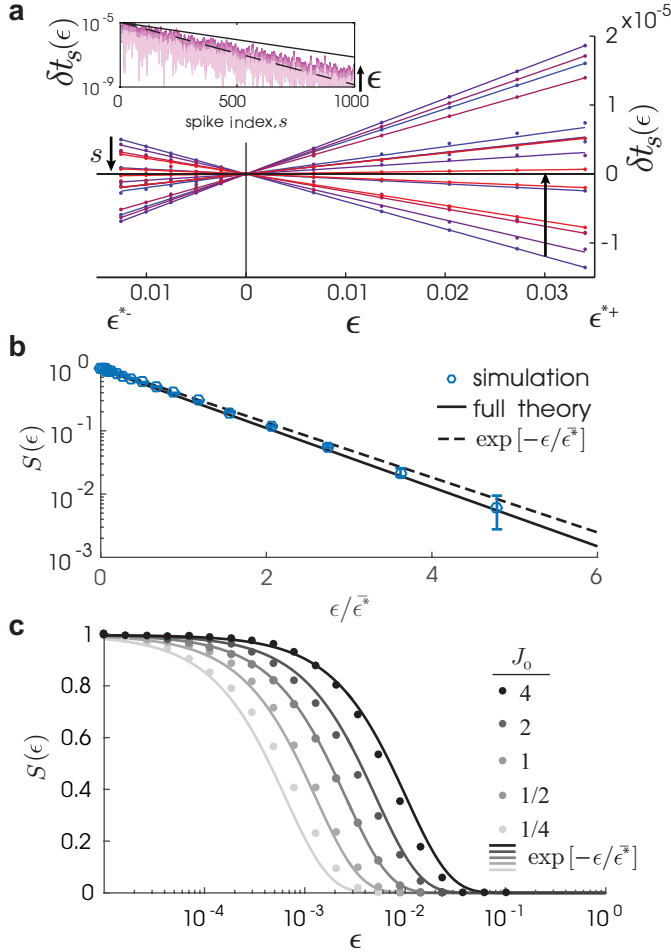 a
δt_s(ϵ)
10^-5
10^-9
0
500
1000
spike index, s
ϵ
s
2 x10^-5
1
0
-1
δt_s(ϵ)
0.01
0
0.01
0.02
0.03
ϵ^*-
ϵ
ϵ^*+
b
S(ϵ)
10^0
10^-1
10^-2
10^-3
simulation
full theory
exp [−ϵ/ϵ̄^*]
0
2
4
6
ϵ/ϵ̄^*
c
S(ϵ)
1
0.8
0.6
0.4
0.2
0
J_o
4
2
1
1/2
1/4
exp [−ϵ/ϵ̄^*]
10^-4
10^-3
10^-2
10^-1
10^0
ϵ